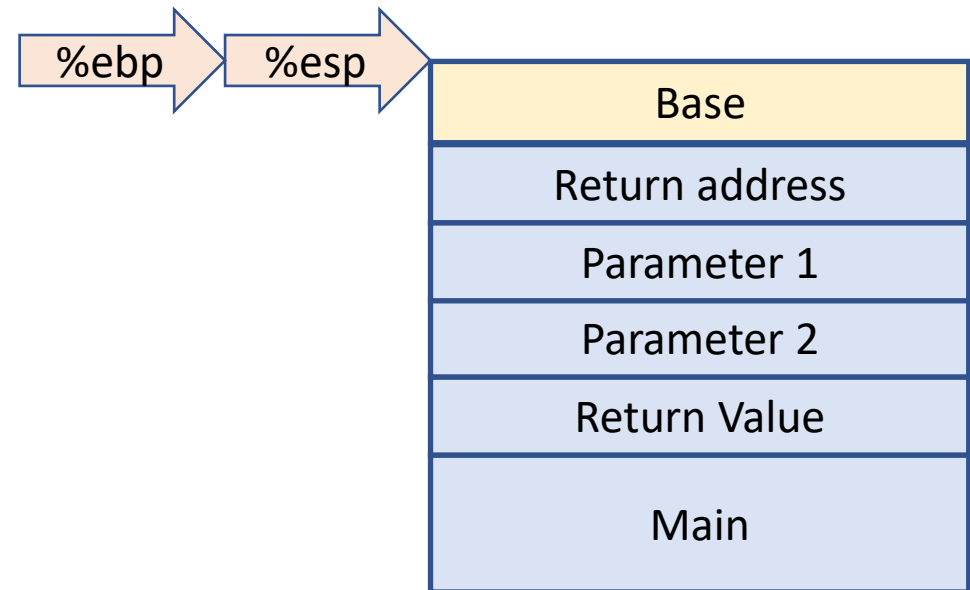 %ebp
%esp
Base
Return address
Parameter 1
Parameter 2
Return Value
Main